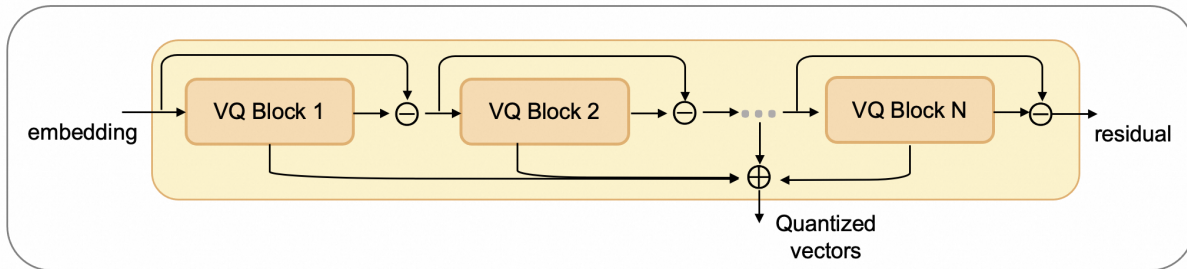 embedding
VQ Block 1
VQ Block 2
VQ Block N
residual
Quantized
vectors